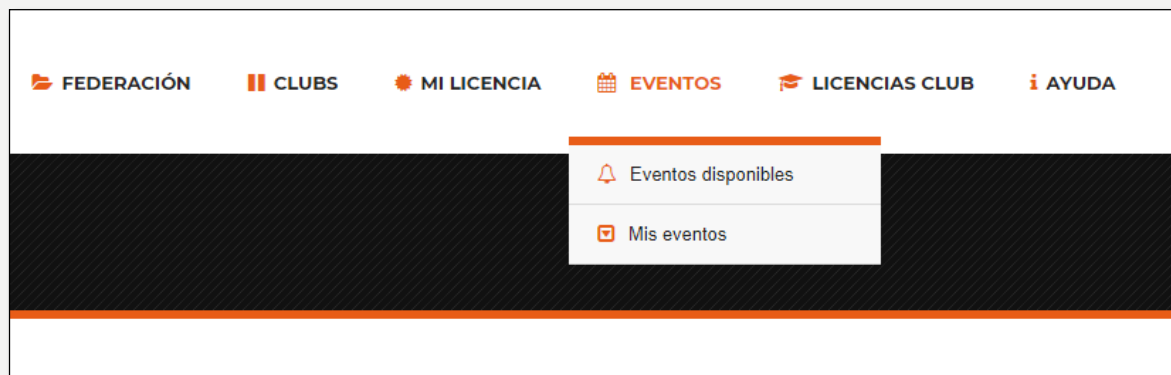 FEDERACIÓN CLUBS MI LICENCIA EVENTOS LICENCIAS CLUB AYUDA
Eventos disponibles
Mis eventos